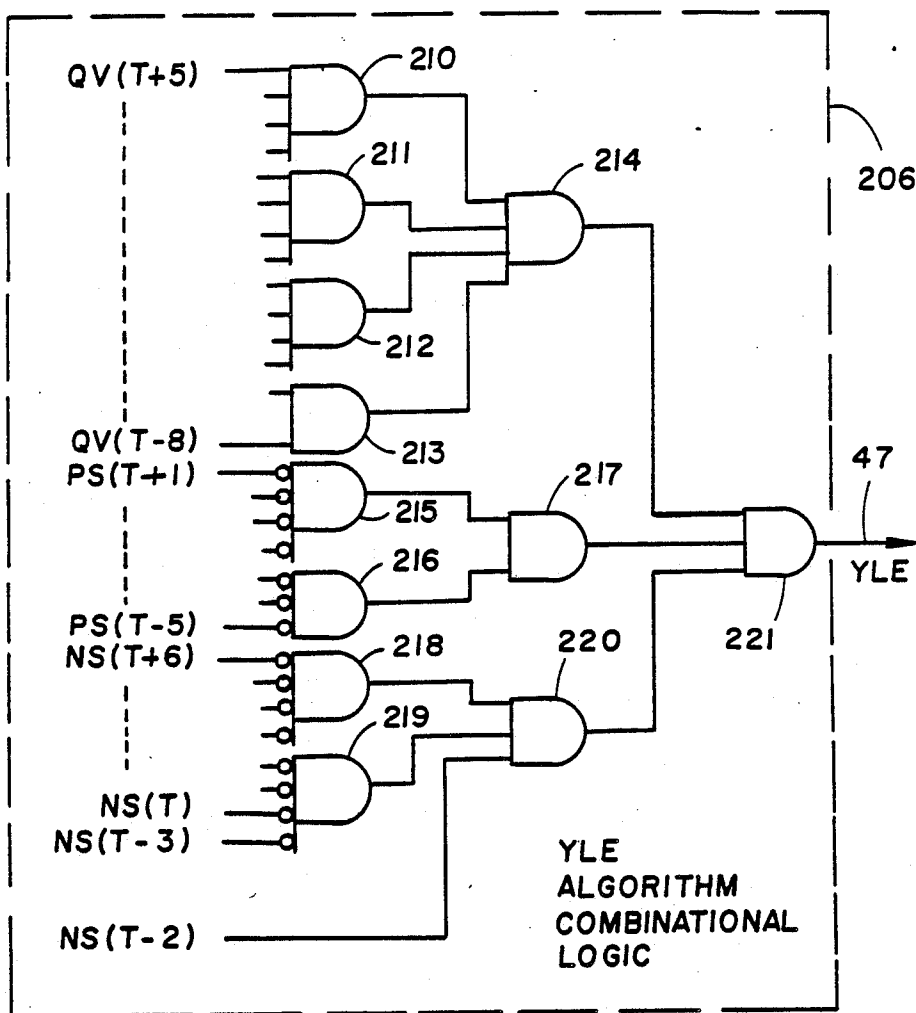 QV(T+5)
210
211
214
206
212
QV(T-8)
213
PS(T+1)
217
47
215
216
YLE
PS(T-5)
NS(T+6)
218
220
221
219
NS(T)
NS(T-3)
NS(T-2)
YLE
ALGORITHM
COMBINATIONAL
LOGIC